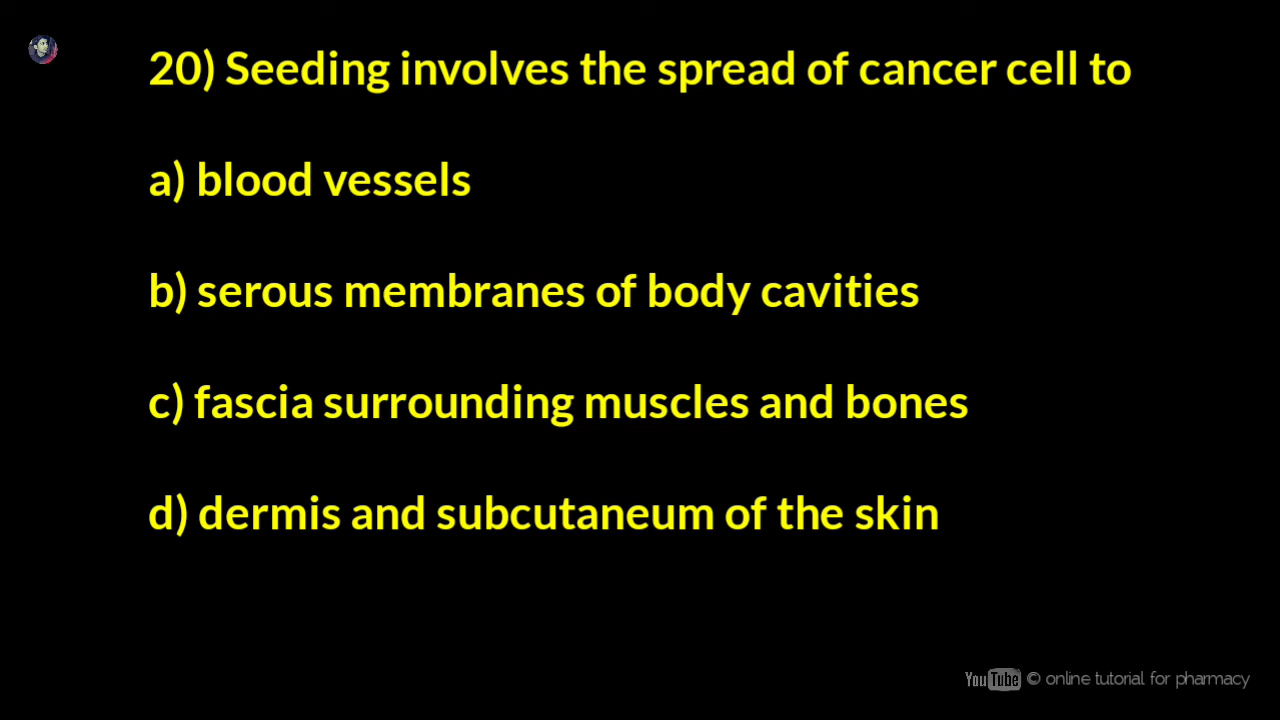 20) Seeding involves the spread of cancer cell to
a) blood vessels
b) serous membranes of body cavities
c) fascia surrounding muscles and bones
d) dermis and subcutaneum of the skin
YouTube © online tutorial for pharmacy